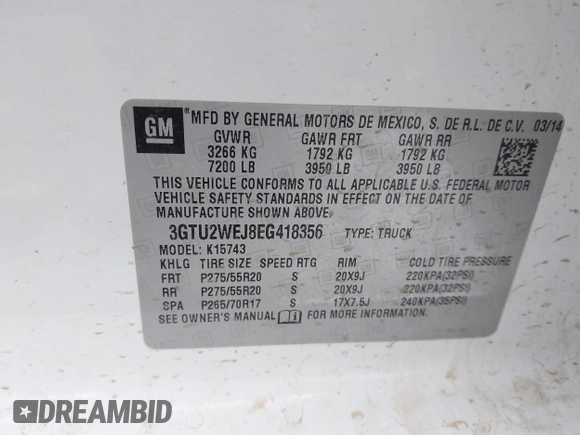 GM
MFD BY GENERAL MOTORS DE MEXICO, S. DE R.L. DE C.V. 03/14
GVWR GAWR FRT GAWR RR
3266 KG 1792 KG 1792 KG
7200 LB 3950 LB 3950 LB
THIS VEHICLE CONFORMS TO ALL APPLICABLE U.S. FEDERAL MOTOR
VEHICLE SAFETY STANDARDS IN EFFECT ON THE DATE OF
MANUFACTURE SHOWN ABOVE.
3GTU2WEJ8EG418356 TYPE: TRUCK
MODEL: K15743
KHLG TIRE SIZE SPEED RTG RIM COLD TIRE PRESSURE
FRT P275/55R20 S 20X9J 220KPA(32PSI)
RR P275/55R20 S 20X9J 220KPA(32PSI)
SPA P265/70R17 S 17X7.5J 240KPA(35PSI)
SEE OWNER'S MANUAL FOR MORE INFORMATION.
DREAMBID